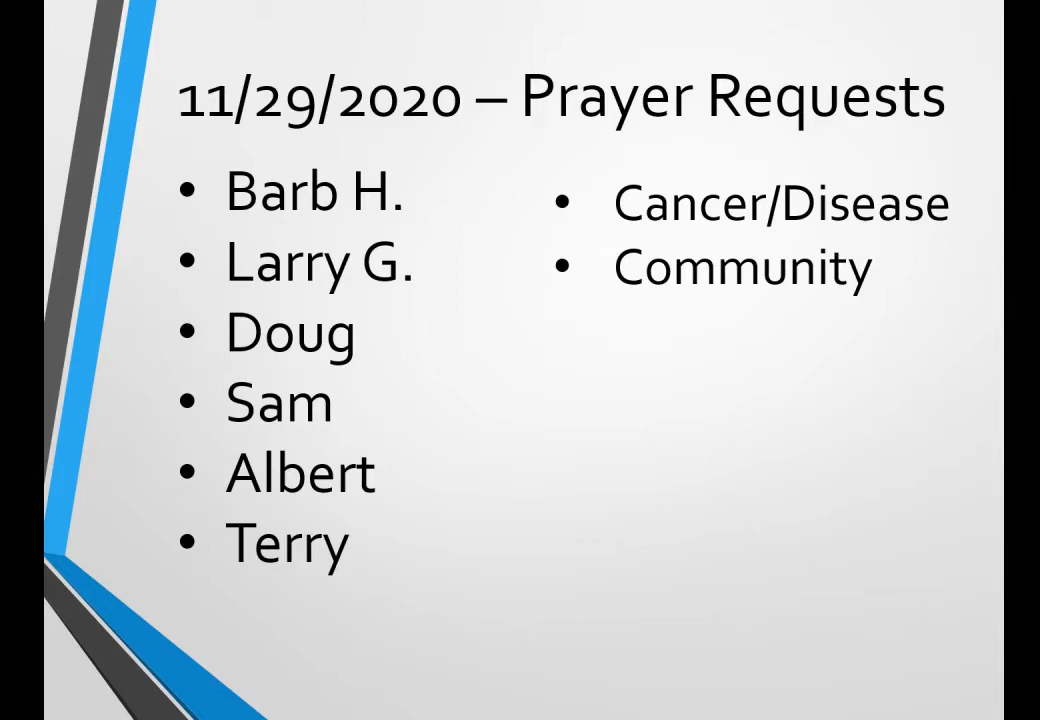 11/29/2020 – Prayer Requests
• Barb H.
• Larry G.
• Doug
• Sam
• Albert
• Terry
• Cancer/Disease
• Community